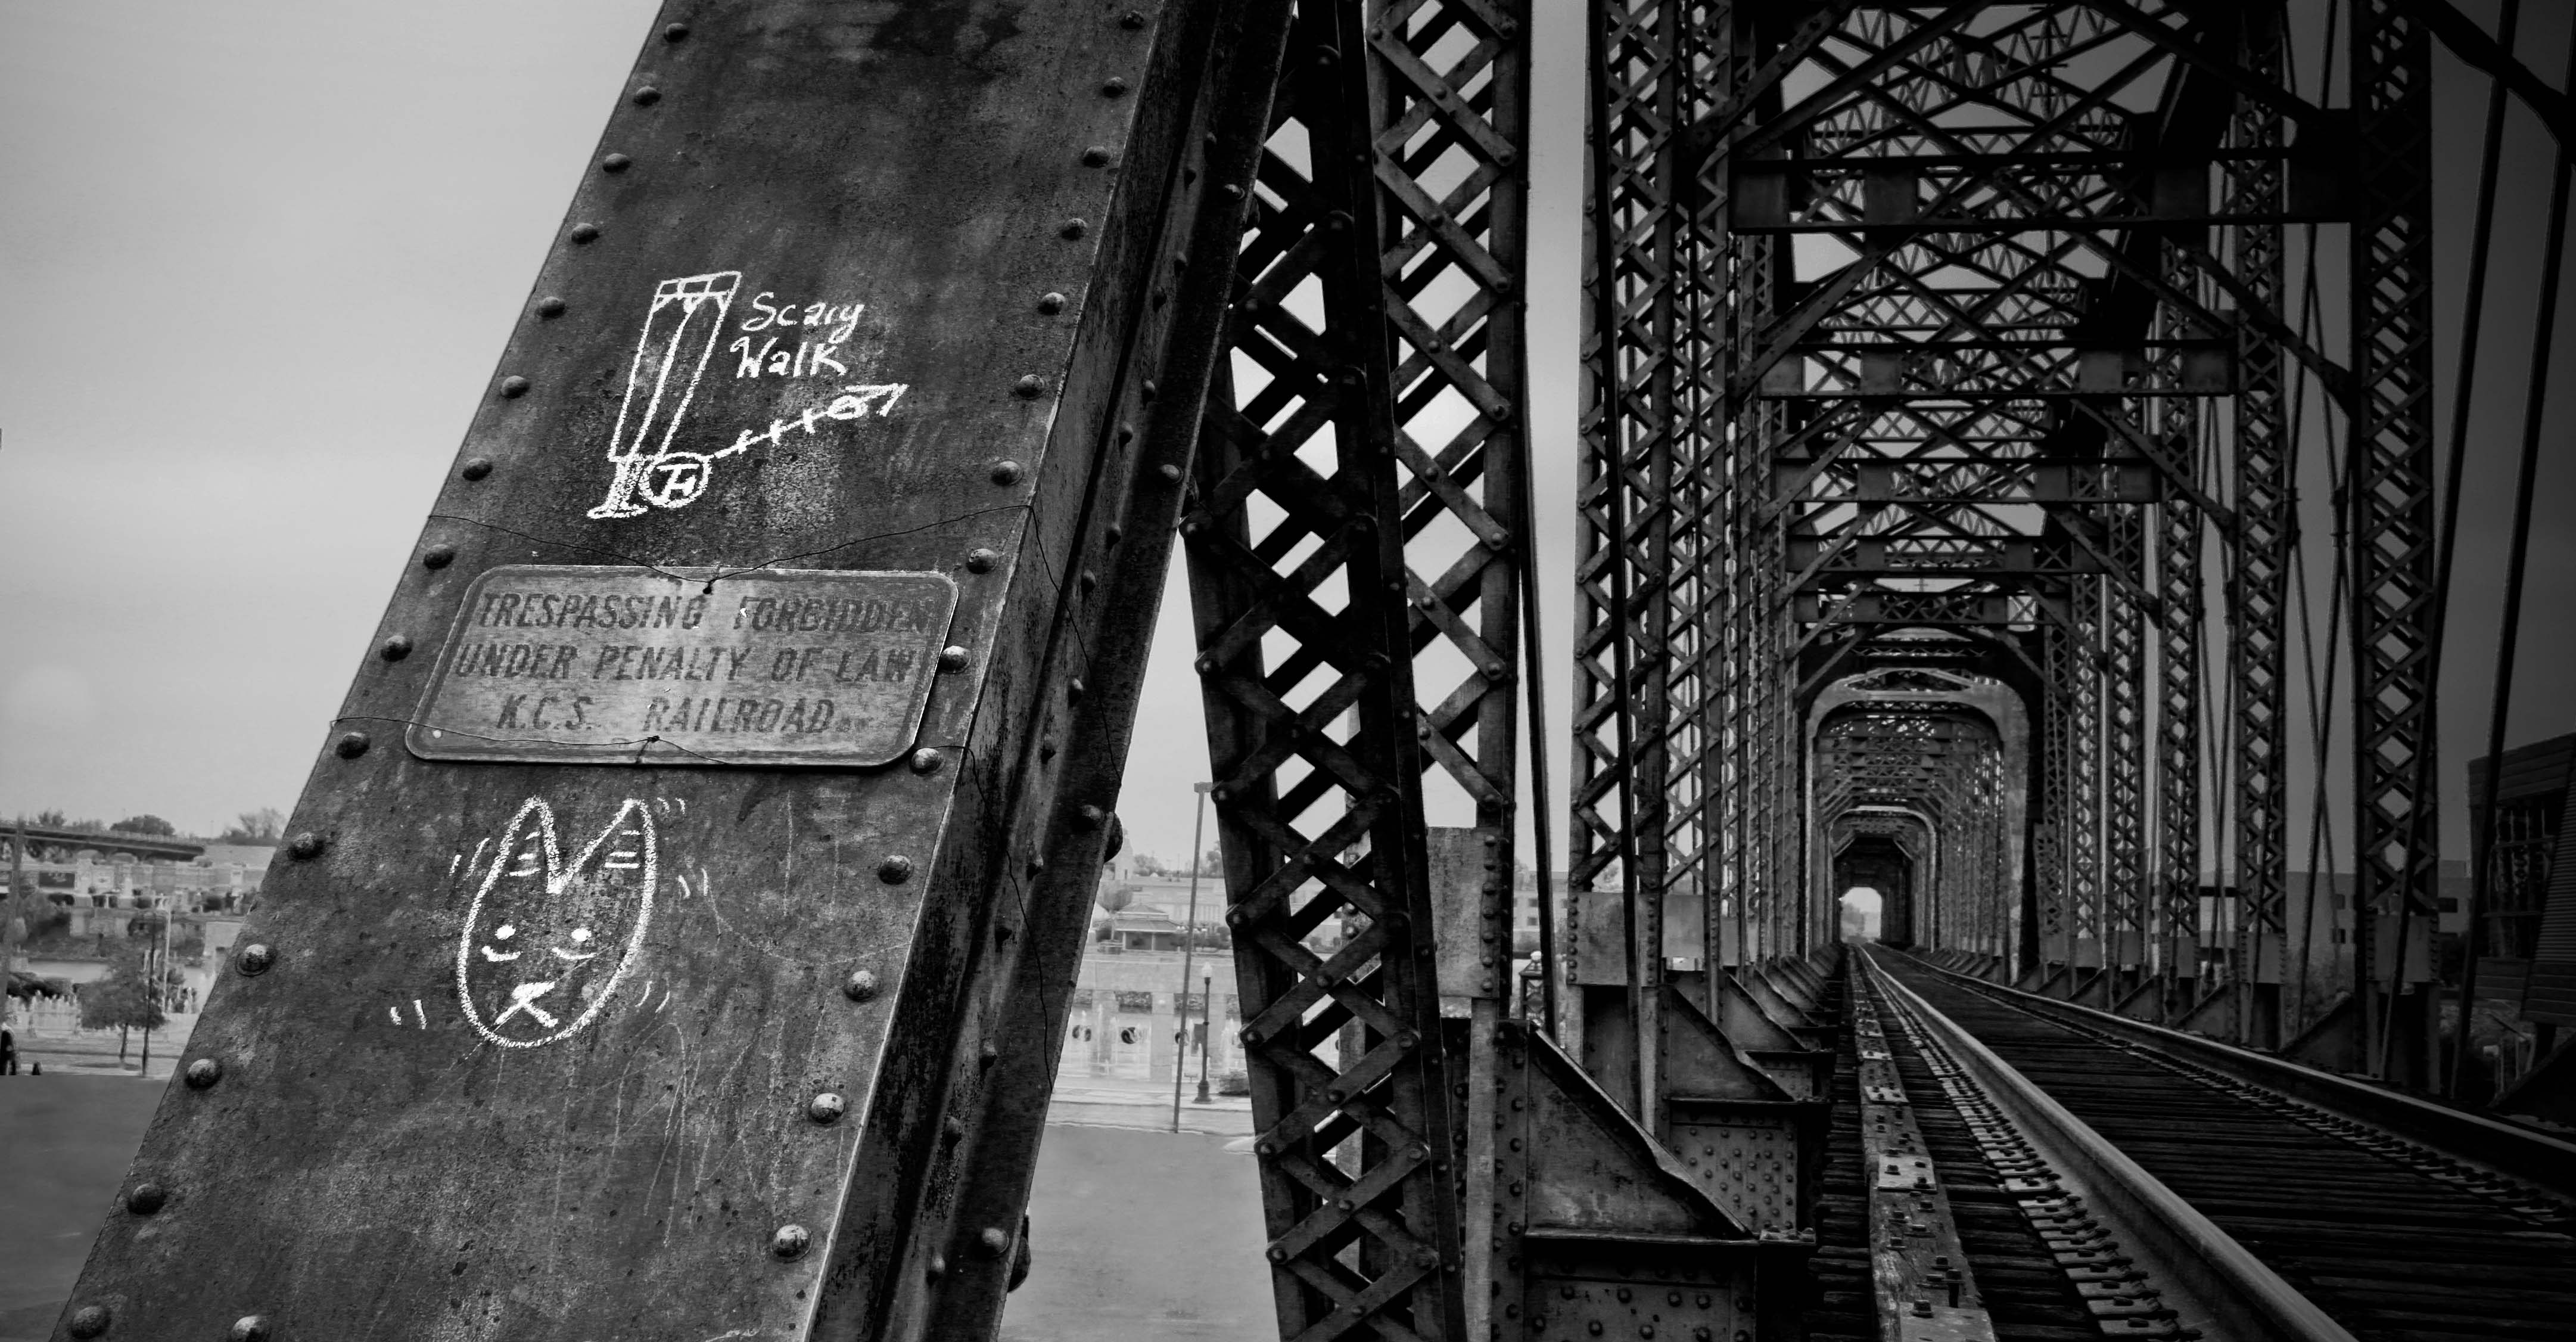 Scary
Walk
TRESPASSING FORBIDDEN
UNDER PENALTY OF LAW
K.C.S. RAILROAD